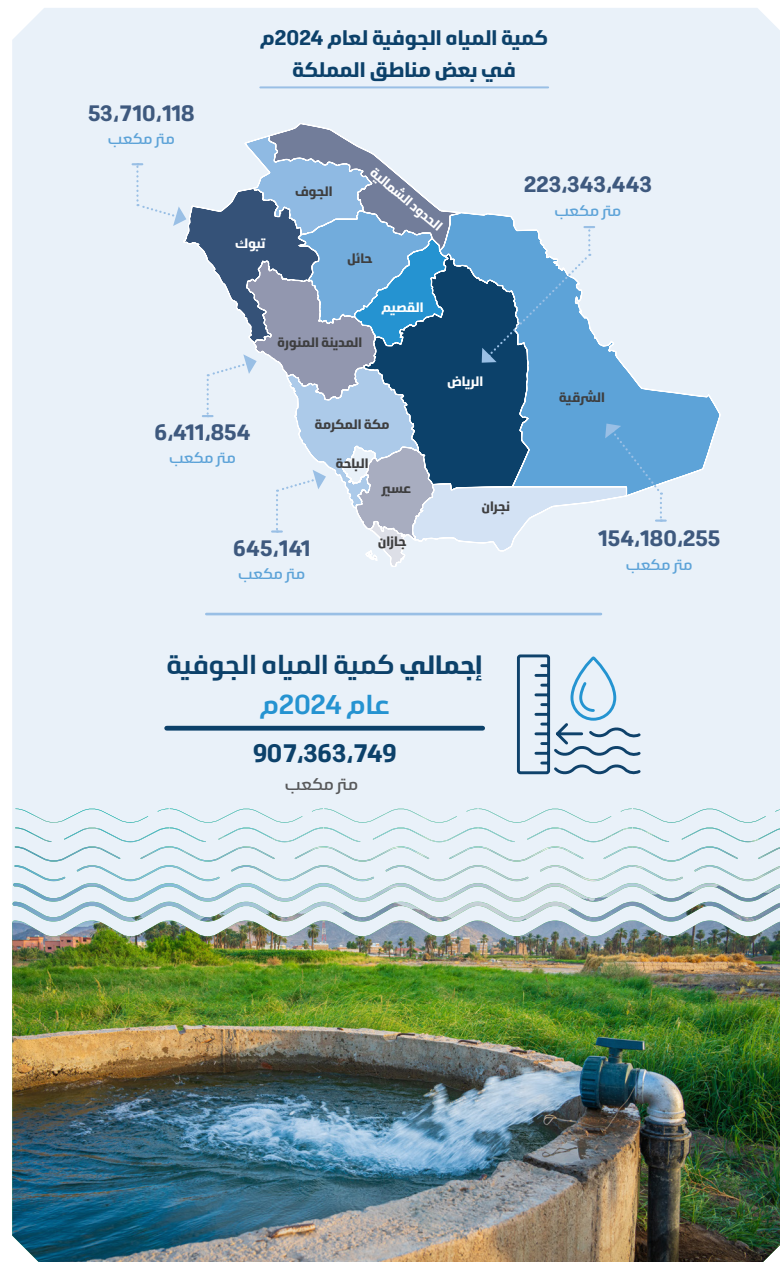 كمية المياه الجوفية لعام 2024م
في بعض مناطق المملكة
53،710،118
متر مكعب
223،343،443
متر مكعب
الحدود الشمالية
الجوف
تبوك
حائل
القصيم
المدينة المنورة
الرياض
الشرقية
مكة المكرمة
6،411،854
متر مكعب
الباحة
عسير
نجران
جازان
645،141
متر مكعب
154،180،255
متر مكعب
إجمالي كمية المياه الجوفية
عام 2024م
907،363،749
متر مكعب